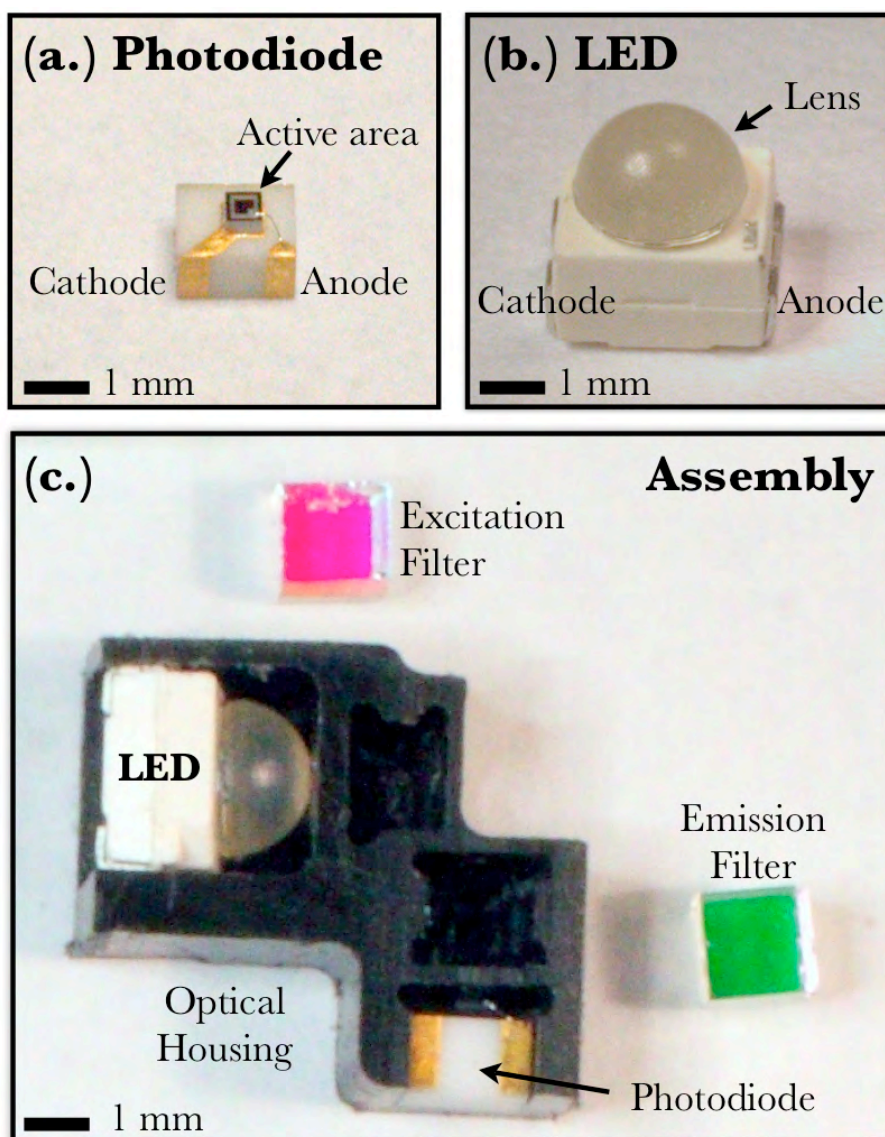 (a.) Photodiode
Active area
Cathode
Anode
1 mm
(b.) LED
Lens
Cathode
Anode
1 mm
(c.)
Assembly
Excitation
Filter
LED
Emission
Filter
Optical
Housing
Photodiode
1 mm